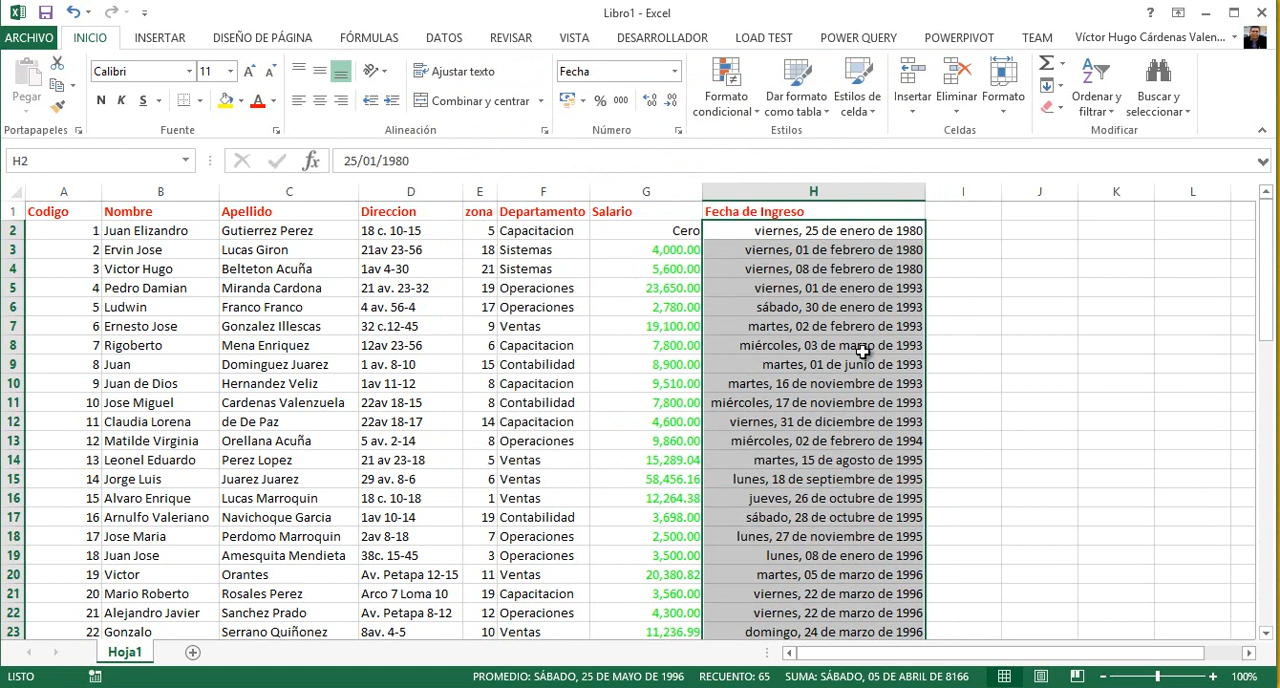 Libro1 - Excel
ARCHIVO INICIO INSERTAR DISEÑO DE PÁGINA FÓRMULAS DATOS REVISAR VISTA DESARROLLADOR LOAD TEST POWER QUERY POWERPIVOT TEAM Víctor Hugo Cárdenas Valen...
Pegar
Portapapeles
Calibri 11
N K S
Fuente
Ajustar texto
Combinar y centrar
Alineación
Fecha
% 000
Número
Formato condicional
Dar formato como tabla
Estilos de celda
Estilos
Insertar Eliminar Formato
Celdas
Ordenar y filtrar
Buscar y seleccionar
Modificar
H2 fx 25/01/1980
A B C D E F G H I J K L
1 Codigo Nombre Apellido Direccion zona Departamento Salario Fecha de Ingreso
2 1 Juan Elizandro Gutierrez Perez 18 c. 10-15 5 Capacitacion Cero viernes, 25 de enero de 1980
3 2 Ervin Jose Lucas Giron 21av 23-56 18 Sistemas 4,000.00 viernes, 01 de febrero de 1980
4 3 Victor Hugo Belteton Acuña 1av 4-30 21 Sistemas 5,600.00 viernes, 08 de febrero de 1980
5 4 Pedro Damian Miranda Cardona 21 av. 23-32 19 Operaciones 23,650.00 viernes, 01 de enero de 1993
6 5 Ludwin Franco Franco 4 av. 56-4 17 Operaciones 2,780.00 sábado, 30 de enero de 1993
7 6 Ernesto Jose Gonzalez Illescas 32 c.12-45 9 Ventas 19,100.00 martes, 02 de febrero de 1993
8 7 Rigoberto Mena Enriquez 12av 23-56 6 Capacitacion 7,800.00 miércoles, 03 de marzo de 1993
9 8 Juan Dominguez Juarez 1 av. 8-10 15 Contabilidad 8,900.00 martes, 01 de junio de 1993
10 9 Juan de Dios Hernandez Veliz 1av 11-12 8 Capacitacion 9,510.00 martes, 16 de noviembre de 1993
11 10 Jose Miguel Cardenas Valenzuela 22av 18-15 8 Contabilidad 7,800.00 miércoles, 17 de noviembre de 1993
12 11 Claudia Lorena de De Paz 22av 18-17 14 Capacitacion 4,600.00 viernes, 31 de diciembre de 1993
13 12 Matilde Virginia Orellana Acuña 5 av. 2-14 8 Operaciones 9,860.00 miércoles, 02 de febrero de 1994
14 13 Leonel Eduardo Perez Lopez 21 av 23-18 5 Ventas 15,289.04 martes, 15 de agosto de 1995
15 14 Jorge Luis Juarez Juarez 29 av. 8-6 6 Ventas 58,456.16 lunes, 18 de septiembre de 1995
16 15 Alvaro Enrique Lucas Marroquin 18 c. 10-18 1 Ventas 12,264.38 jueves, 26 de octubre de 1995
17 16 Arnulfo Valeriano Navichoque Garcia 1av 10-14 19 Contabilidad 3,698.00 sábado, 28 de octubre de 1995
18 17 Jose Maria Perdomo Marroquin 2av 8-18 7 Operaciones 2,500.00 lunes, 27 de noviembre de 1995
19 18 Juan Jose Amesquita Mendieta 38c. 15-45 3 Operaciones 3,500.00 lunes, 08 de enero de 1996
20 19 Victor Orantes Av. Petapa 12-15 11 Ventas 20,380.82 martes, 05 de marzo de 1996
21 20 Mario Roberto Rosales Perez Arco 7 Loma 10 19 Capacitacion 3,560.00 viernes, 22 de marzo de 1996
22 21 Alejandro Javier Sanchez Prado Av. Petapa 8-12 12 Operaciones 4,300.00 viernes, 22 de marzo de 1996
23 22 Gonzalo Serrano Quiñonez 8av. 4-5 10 Ventas 11,236.99 domingo, 24 de marzo de 1996
Hoja1
LISTO PROMEDIO: SÁBADO, 25 DE MAYO DE 1996 RECUENTO: 65 SUMA: SÁBADO, 05 DE ABRIL DE 8166 100%